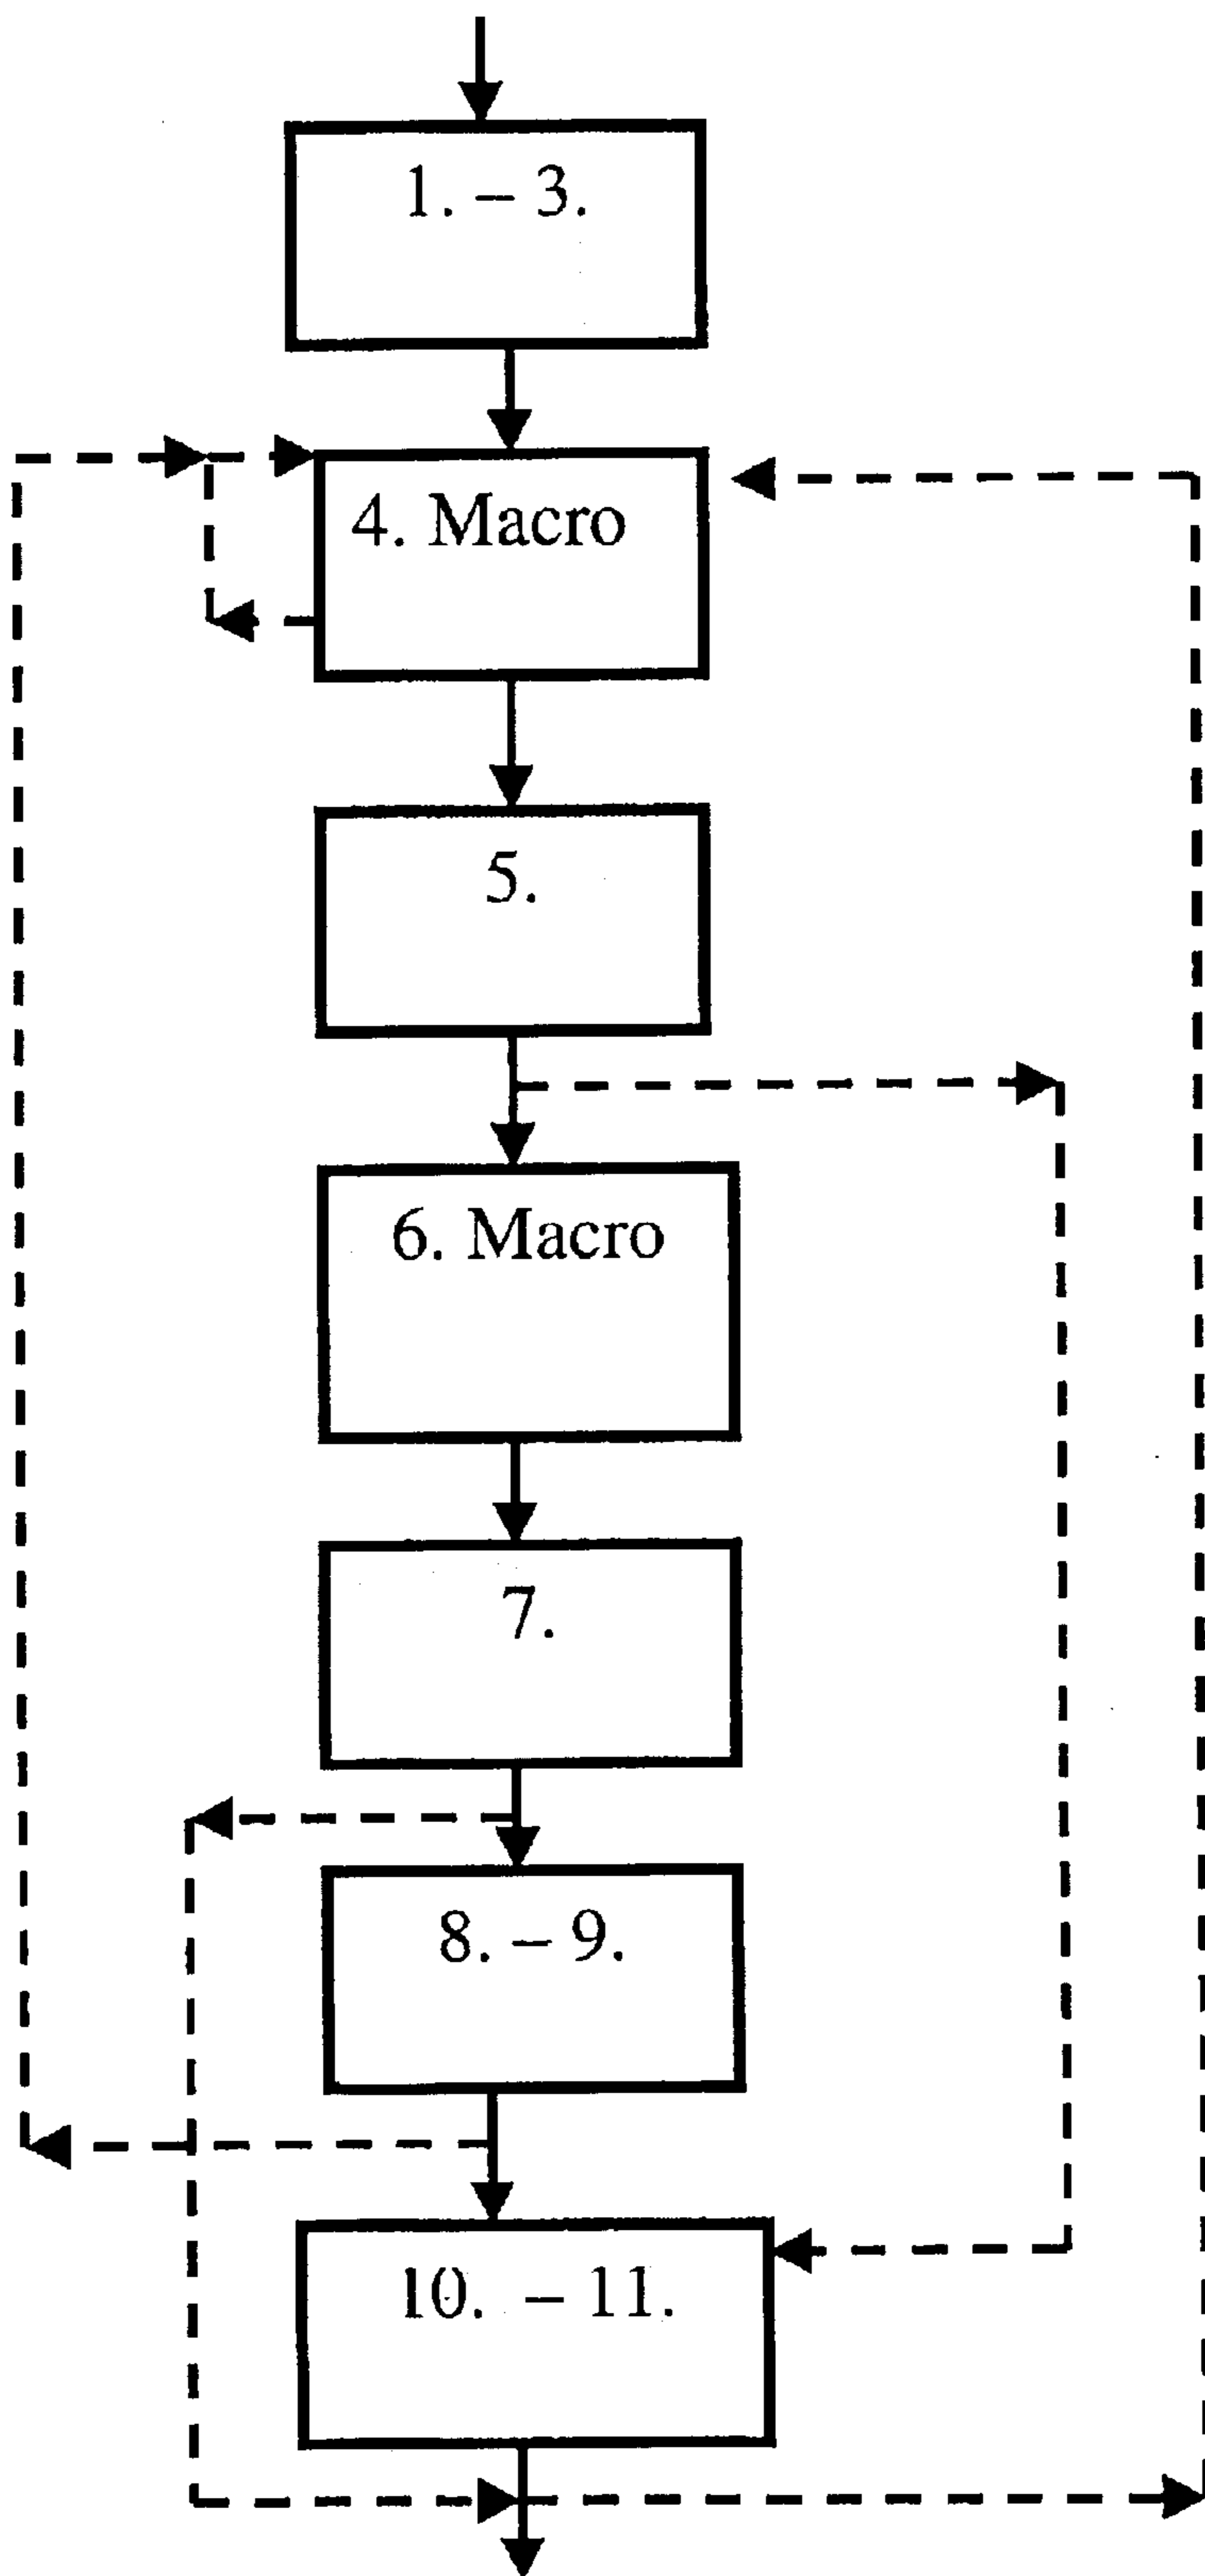 1. – 3.
4. Macro
5.
6. Macro
7.
8. – 9.
10. – 11.